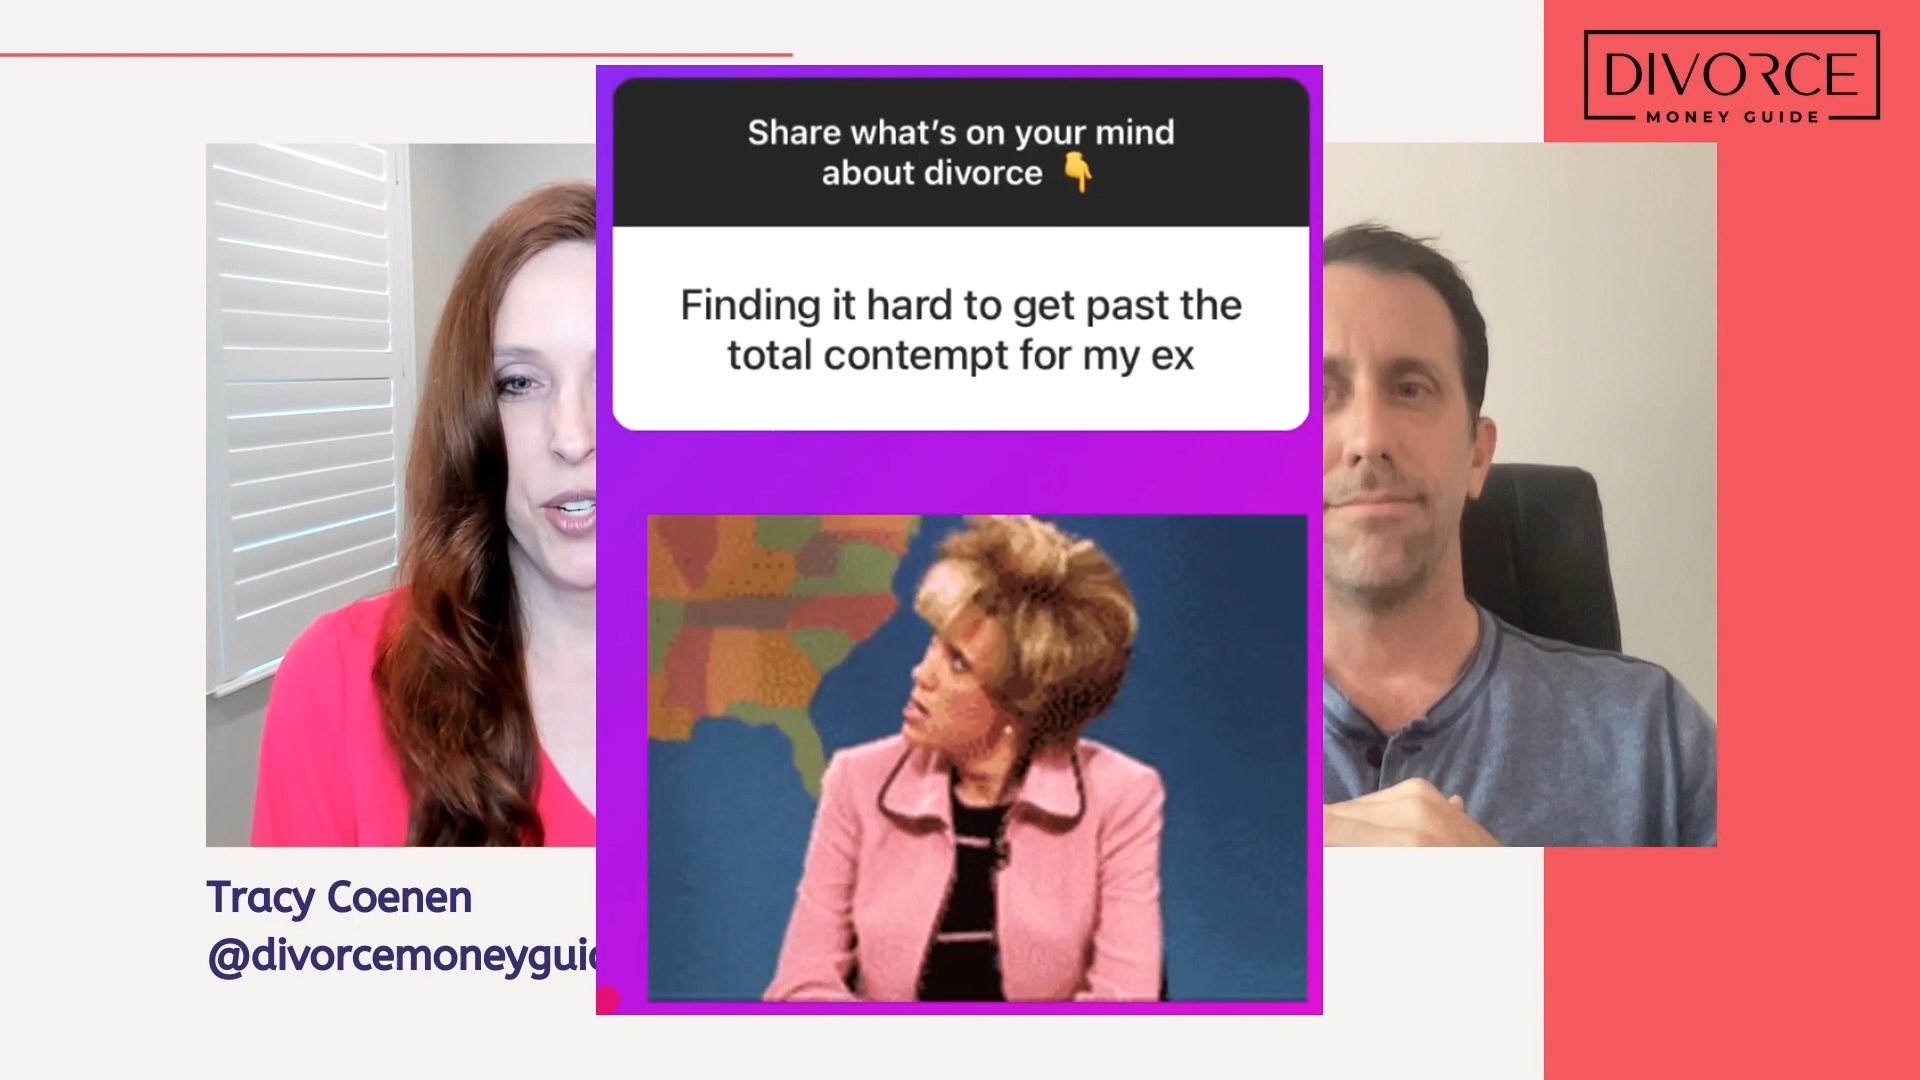 DIVORCE
MONEY GUIDE
Share what's on your mind
about divorce
Finding it hard to get past the
total contempt for my ex
Tracy Coenen
@divorcemoneygui